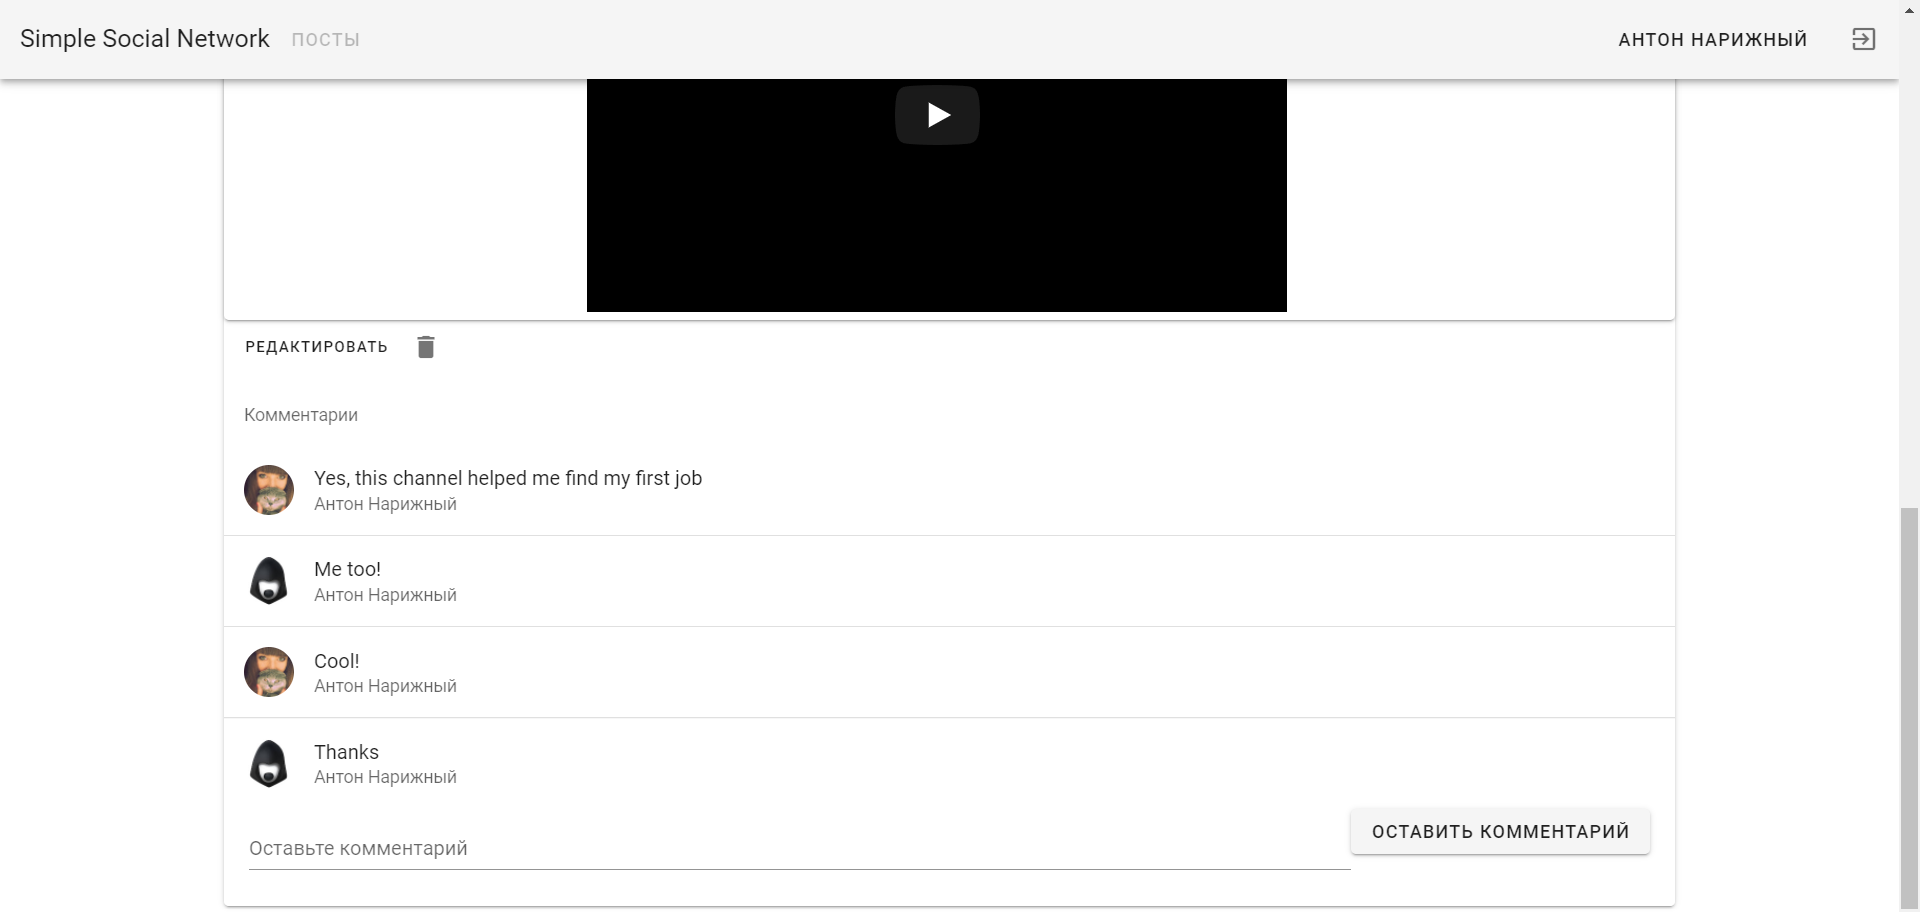 Simple Social Network ПОСТЫ АНТОН НАРИЖНЫЙ
РЕДАКТИРОВАТЬ
Комментарии
Yes, this channel helped me find my first job
Антон Нарижный
Me too!
Антон Нарижный
Cool!
Антон Нарижный
Thanks
Антон Нарижный
Оставьте комментарий
ОСТАВИТЬ КОММЕНТАРИЙ